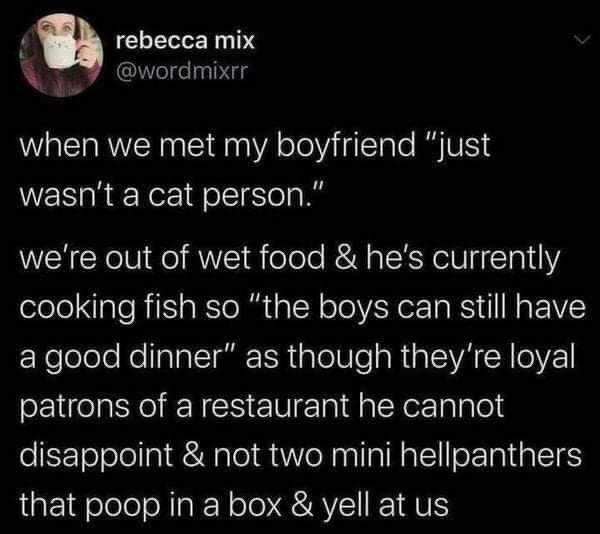 rebecca mix
@wordmixrr
when we met my boyfriend "just
wasn't a cat person."
we're out of wet food & he's currently
cooking fish so "the boys can still have
a good dinner" as though they're loyal
patrons of a restaurant he cannot
disappoint & not two mini hellpanthers
that poop in a box & yell at us